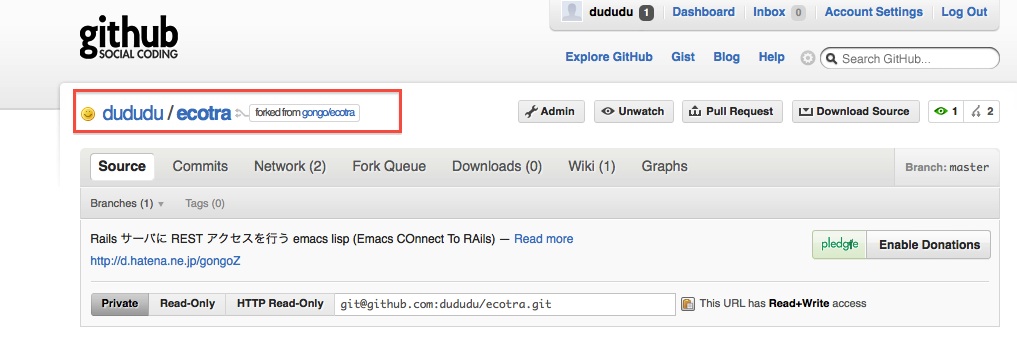 dududu 1 Dashboard Inbox 0 Account Settings Log Out
github
SOCIAL CODING
Explore GitHub Gist Blog Help Search GitHub...
dududu / ecotra forked from gongo/ecotra
Admin Unwatch Pull Request Download Source 1 2
Source Commits Network (2) Fork Queue Downloads (0) Wiki (1) Graphs Branch: master
Branches (1) Tags (0)
Rails サーバに REST アクセスを行う emacs lisp (Emacs COnnect To RAils) — Read more
http://d.hatena.ne.jp/gongoZ
pledgie Enable Donations
Private Read-Only HTTP Read-Only git@github.com:dududu/ecotra.git This URL has Read+Write access